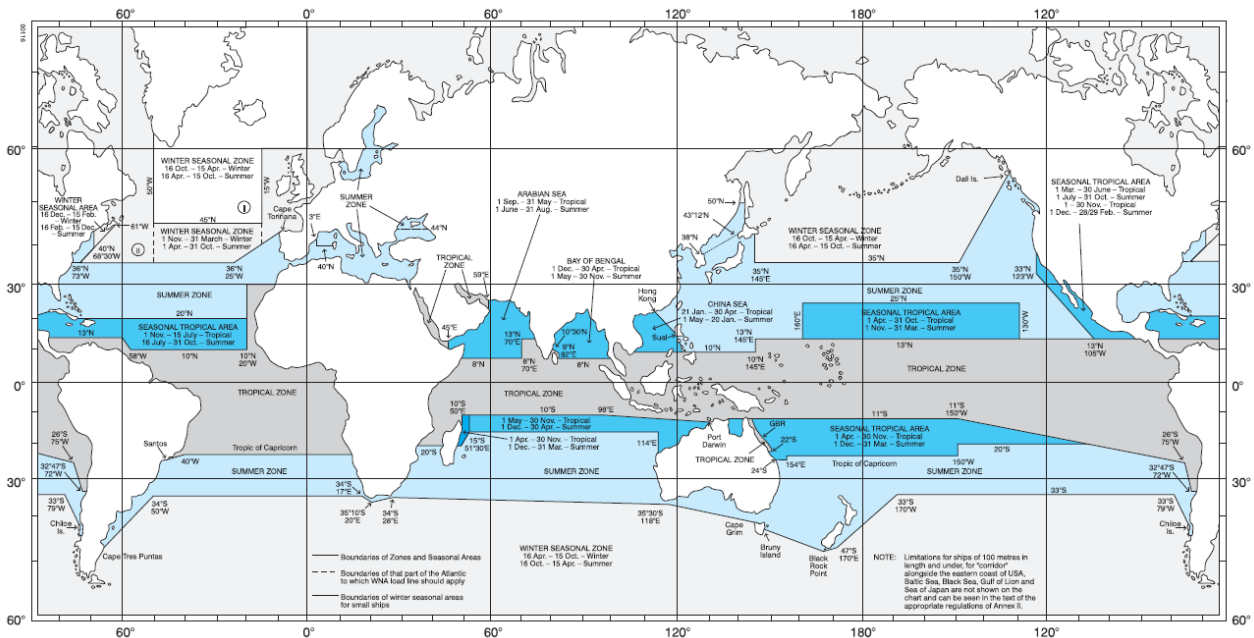 60° 0° 60° 120° 180° 120°
60° 60°
30° 30°
0° 0°
30° 30°
60° 60°
60° 0° 60° 120° 180° 120°
WINTER SEASONAL ZONE
16 Oct. – 15 Apr. – Winter
16 Apr. – 15 Oct. – Summer
50°W
15°W
I
45°N
WINTER SEASONAL ZONE
1 Nov. – 31 March – Winter
1 Apr. – 31 Oct. – Summer
II
WINTER
SEASONAL AREA
16 Dec. – 15 Feb.
– Winter
16 Feb. – 15 Dec.
– Summer
61°W
40°N
68°30'W
36°N
73°W
36°N
25°W
Cape
Torinana
3°E
40°N
SUMMER
ZONE
44°N
SUMMER ZONE
20°N
SEASONAL TROPICAL AREA
1 Nov. – 15 July – Tropical
16 July – 31 Oct. – Summer
13°N
58°W
10°N
10°N
20°W
TROPICAL
ZONE
59°E
45°E
ARABIAN SEA
1 Sep. – 31 May – Tropical
1 June – 31 Aug. – Summer
BAY OF BENGAL
1 Dec. – 30 Apr. – Tropical
1 May – 30 Nov. – Summer
13°N
70°E
10°30'N
9°N
82°E
8°N
8°N
70°E
8°N
Hong
Kong
Sual
CHINA SEA
21 Jan. – 30 Apr. – Tropical
1 May – 20 Jan. – Summer
13°N
145°E
10°N
10°N
145°E
50°N
43°12'N
38°N
WINTER SEASONAL ZONE
16 Oct. – 15 Apr. – Winter
16 Apr. – 15 Oct. – Summer
35°N
35°N
145°E
35°N
150°W
33°N
123°W
Dall Is.
SEASONAL TROPICAL AREA
1 Mar. – 30 June – Tropical
1 July – 31 Oct. – Summer
1 – 30 Nov. – Tropical
1 Dec. – 28/29 Feb. – Summer
SUMMER ZONE
25°N
160°E
SEASONAL TROPICAL AREA
1 Apr. – 31 Oct. – Tropical
1 Nov. – 31 Mar. – Summer
130°W
13°N
13°N
105°W
TROPICAL ZONE
TROPICAL ZONE
TROPICAL ZONE
10°S
50°E
10°S
98°E
1 May – 30 Nov. – Tropical
1 Dec. – 30 Apr. – Summer
1 Apr. – 30 Nov. – Tropical
1 Dec. – 31 Mar. – Summer
15°S
51°30'E
20°S
114°E
Port
Darwin
GBR
22°S
TROPICAL ZONE
24°S
154°E
11°S
11°S
150°W
SEASONAL TROPICAL AREA
1 Apr. – 30 Nov. – Tropical
1 Dec. – 31 Mar. – Summer
20°S
Tropic of Capricorn
150°W
SUMMER ZONE
26°S
75°W
26°S
75°W
Santos
Tropic of Capricorn
40°W
32°47'S
72°W
32°47'S
72°W
SUMMER ZONE
SUMMER ZONE
33°S
79°W
33°S
79°W
Chiloe
Is.
Chiloe
Is.
34°S
50°W
Cape Tres Puntas
34°S
17°E
35°10'S
20°E
34°S
28°E
35°30'S
118°E
Cape
Grim
Bruny
Island
Black
Rock
Point
47°S
170°E
33°S
170°W
33°S
WINTER SEASONAL ZONE
16 Apr. – 15 Oct. – Winter
16 Oct. – 15 Apr. – Summer
Boundaries of Zones and Seasonal Areas
Boundaries of that part of the Atlantic
to which WNA load line should apply
Boundaries of winter seasonal areas
for small ships
NOTE: Limitations for ships of 100 metres in
length and under, for "corridor"
alongside the eastern coast of USA,
Baltic Sea, Black Sea, Gulf of Lion and
Sea of Japan are not shown on the
chart and can be seen in the text of the
appropriate regulations of Annex II.